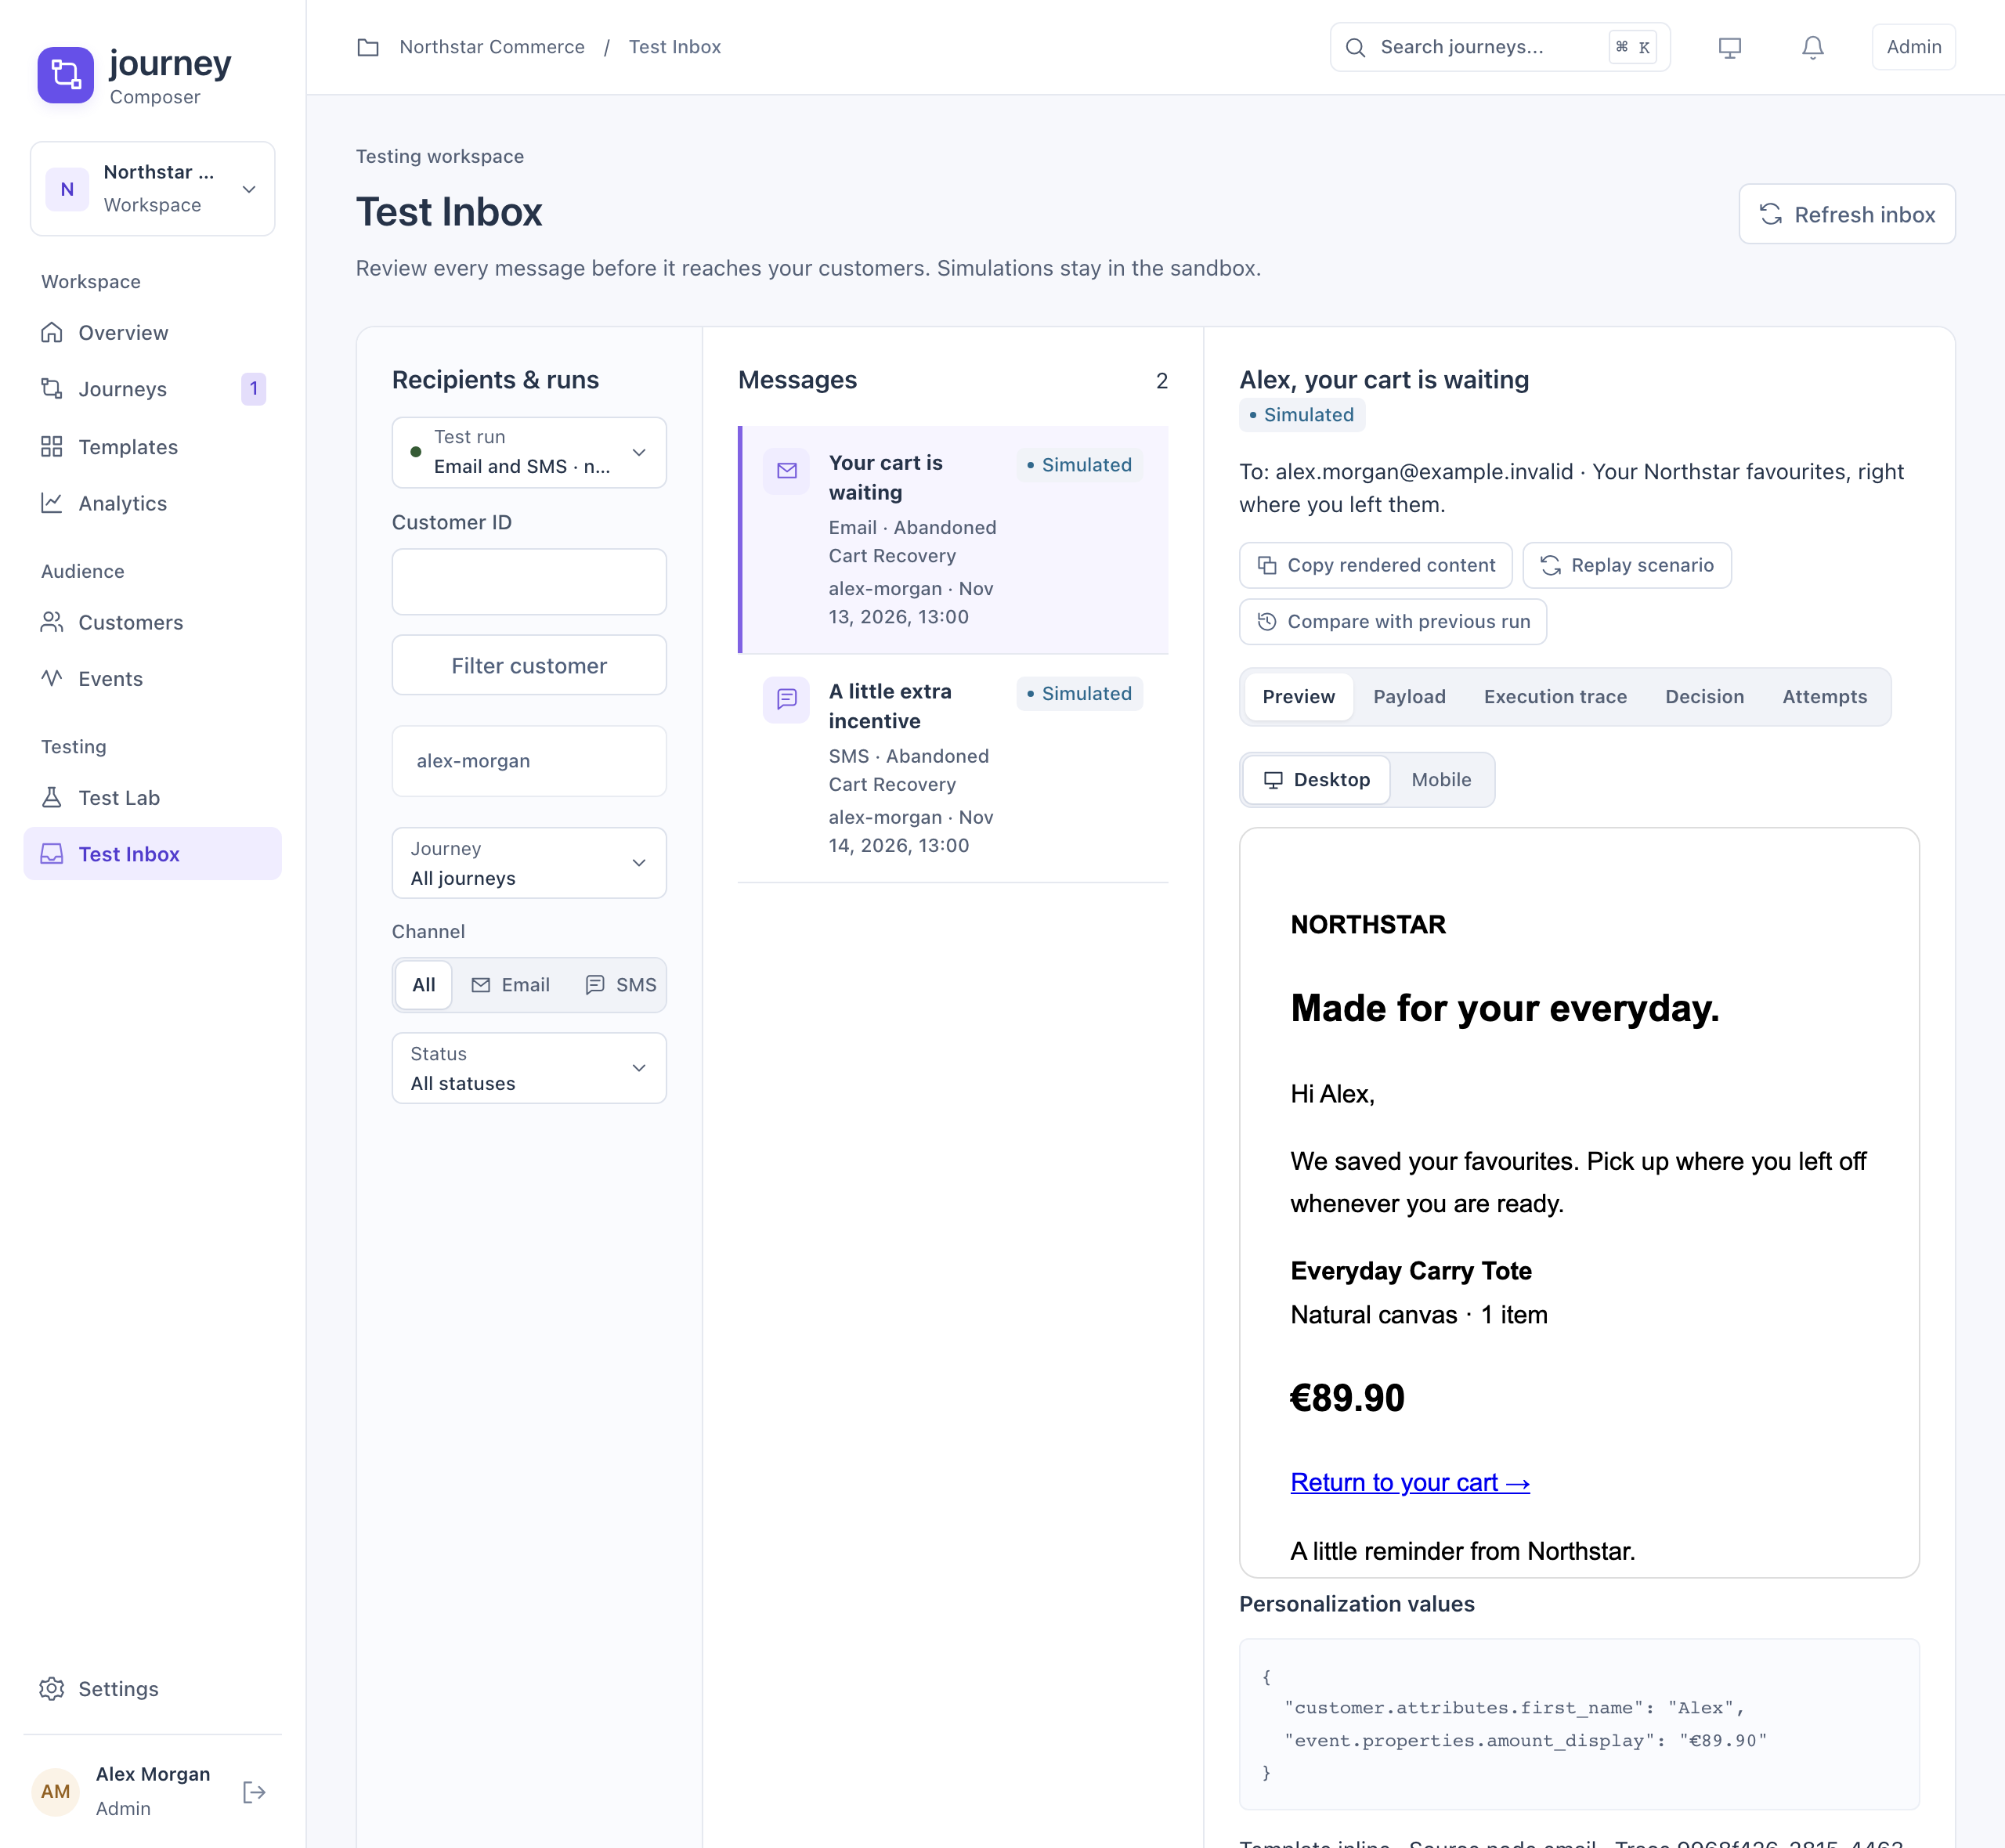 journey
Composer
N
Northstar ...
Workspace
Workspace
Overview
Journeys
1
Templates
Analytics
Audience
Customers
Events
Testing
Test Lab
Test Inbox
Settings
AM
Alex Morgan
Admin
Northstar Commerce / Test Inbox
Search journeys...
⌘ K
Admin
Testing workspace
Test Inbox
Review every message before it reaches your customers. Simulations stay in the sandbox.
Refresh inbox
Recipients & runs
Test run
Email and SMS · n...
Customer ID
Filter customer
alex-morgan
Journey
All journeys
Channel
All
Email
SMS
Status
All statuses
Messages
2
Your cart is
waiting
Simulated
Email · Abandoned
Cart Recovery
alex-morgan · Nov
13, 2026, 13:00
A little extra
incentive
Simulated
SMS · Abandoned
Cart Recovery
alex-morgan · Nov
14, 2026, 13:00
Alex, your cart is waiting
Simulated
To: alex.morgan@example.invalid · Your Northstar favourites, right
where you left them.
Copy rendered content
Replay scenario
Compare with previous run
Preview
Payload
Execution trace
Decision
Attempts
Desktop
Mobile
NORTHSTAR
Made for your everyday.
Hi Alex,
We saved your favourites. Pick up where you left off
whenever you are ready.
Everyday Carry Tote
Natural canvas · 1 item
€89.90
Return to your cart →
A little reminder from Northstar.
Personalization values
{
"customer.attributes.first_name": "Alex",
"event.properties.amount_display": "€89.90"
}